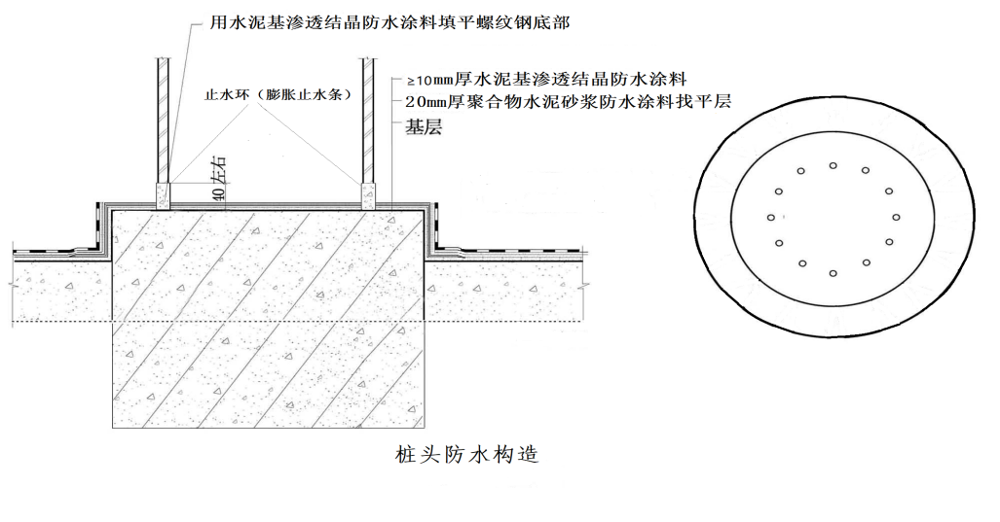 用水泥基渗透结晶防水涂料填平螺纹钢底部
≥10mm厚水泥基渗透结晶防水涂料
止水环（膨胀止水条）
20mm厚聚合物水泥砂浆防水涂料找平层
基层
40左右
桩头防水构造